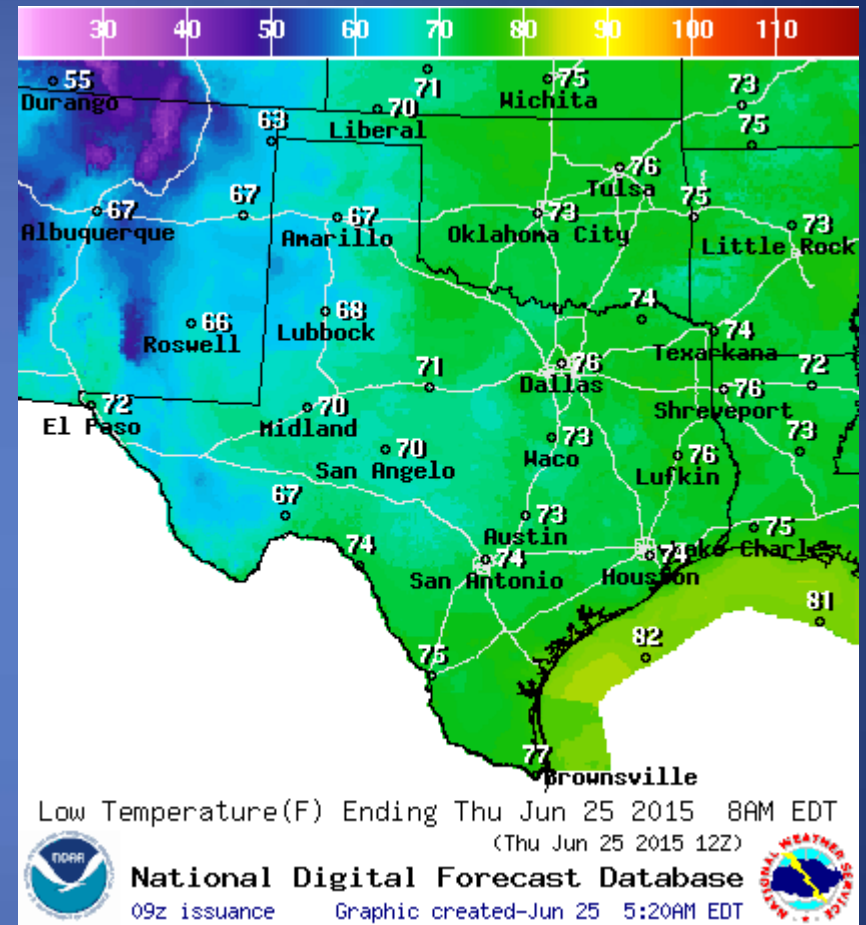 30 40 50 60 70 80 90 100 110
55
Durango
71
75
Wichita
73
70
Liberal
63
75
76
Tulsa
67
Albuquerque
67
67
Amarillo
73
Oklahoma City
75
73
Little Rock
66
Roswell
68
Lubbock
74
74
Texarkana
76
Dallas
71
72
76
Shreveport
72
El Paso
70
Midland
70
San Angelo
73
Waco
76
Lufkin
73
67
73
Austin
75
Lake Charles
74
74
San Antonio
74
Houston
81
82
75
77
Brownsville
Low Temperature(F) Ending Thu Jun 25 2015 8AM EDT
(Thu Jun 25 2015 12Z)
NOAA
National Digital Forecast Database
09z issuance Graphic created-Jun 25 5:20AM EDT
NATIONAL WEATHER SERVICE